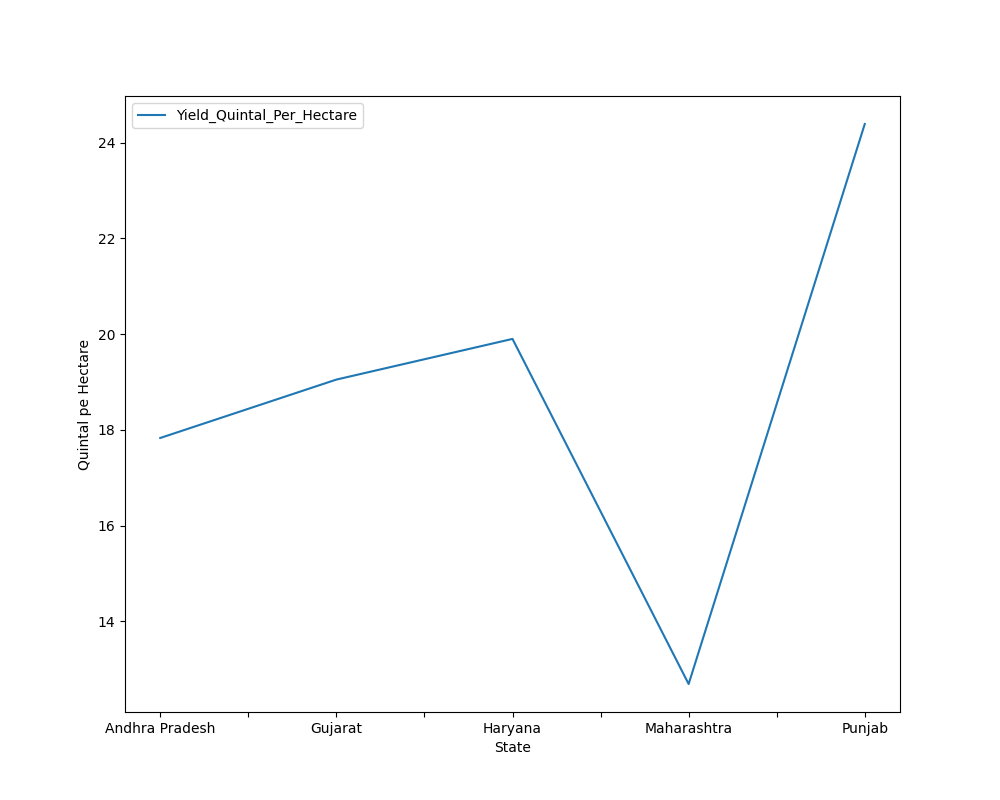 Yield_Quintal_Per_Hectare
24
22
20
18
16
14
Quintal pe Hectare
Andhra Pradesh Gujarat Haryana Maharashtra Punjab
State